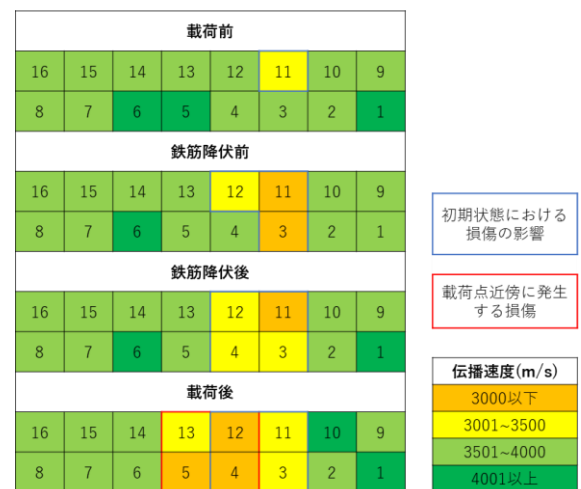 載荷前
16 15 14 13 12 11 10 9
8 7 6 5 4 3 2 1
鉄筋降伏前
16 15 14 13 12 11 10 9
8 7 6 5 4 3 2 1
鉄筋降伏後
16 15 14 13 12 11 10 9
8 7 6 5 4 3 2 1
載荷後
16 15 14 13 12 11 10 9
8 7 6 5 4 3 2 1
初期状態における
損傷の影響
載荷点近傍に発生
する損傷
伝播速度(m/s)
3000以下
3001~3500
3501~4000
4001以上